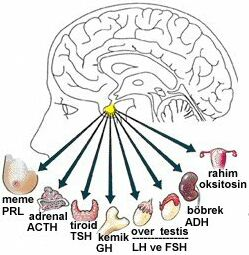 meme
PRL
adrenal
ACTH
tiroid
TSH
kemik
GH
over testis
LH ve FSH
böbrek
ADH
rahim
oksitosin